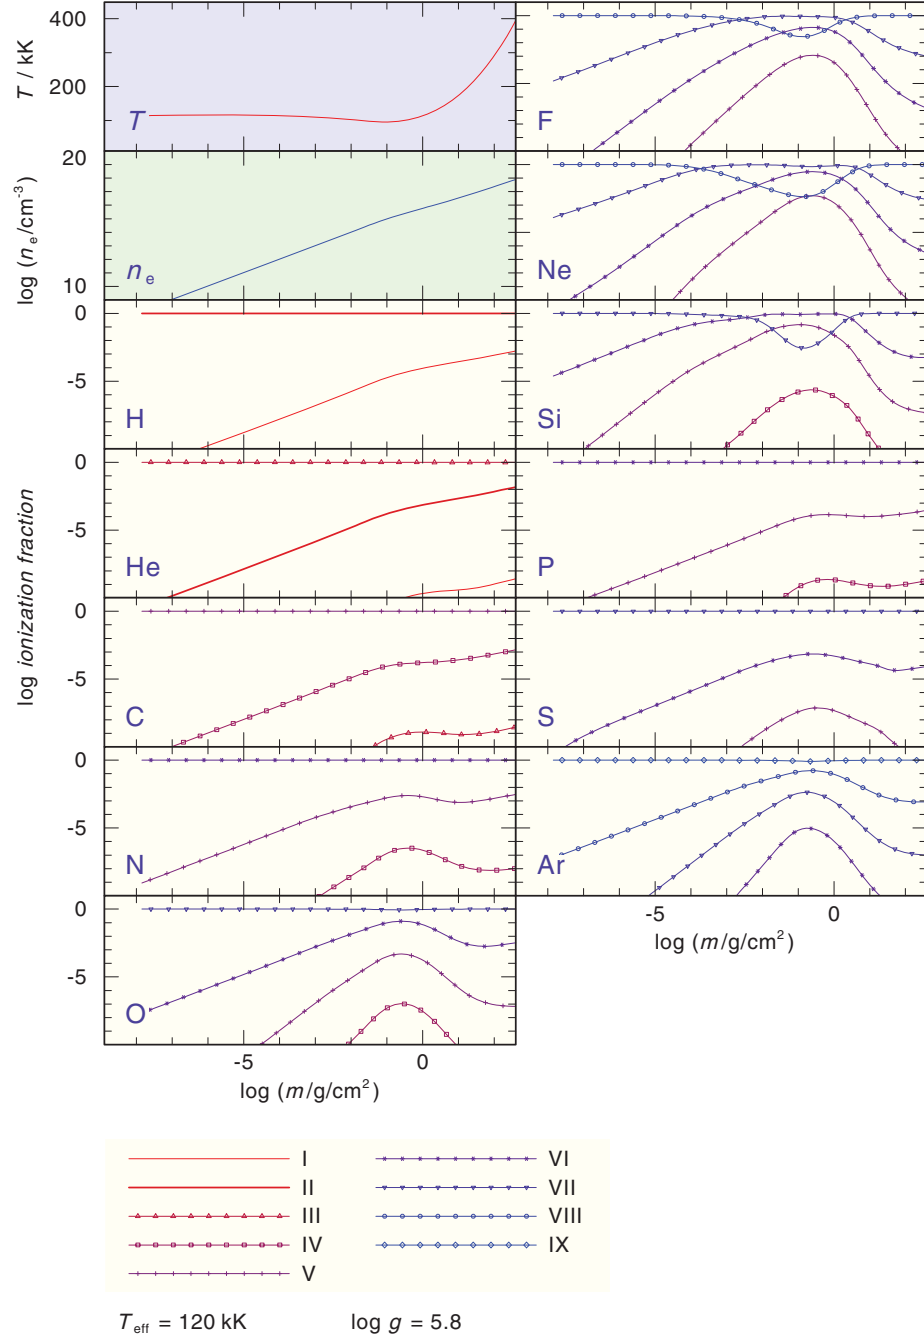 T / kK
400
200
T
F
log (nₑ/cm⁻³)
20
10
nₑ
Ne
log ionization fraction
0
-5
H
Si
0
-5
He
P
0
-5
C
S
0
-5
N
Ar
-5
0
log (m/g/cm²)
0
-5
O
-5
0
log (m/g/cm²)
I
VI
II
VII
III
VIII
IV
IX
V
T_eff = 120 kK
log g = 5.8